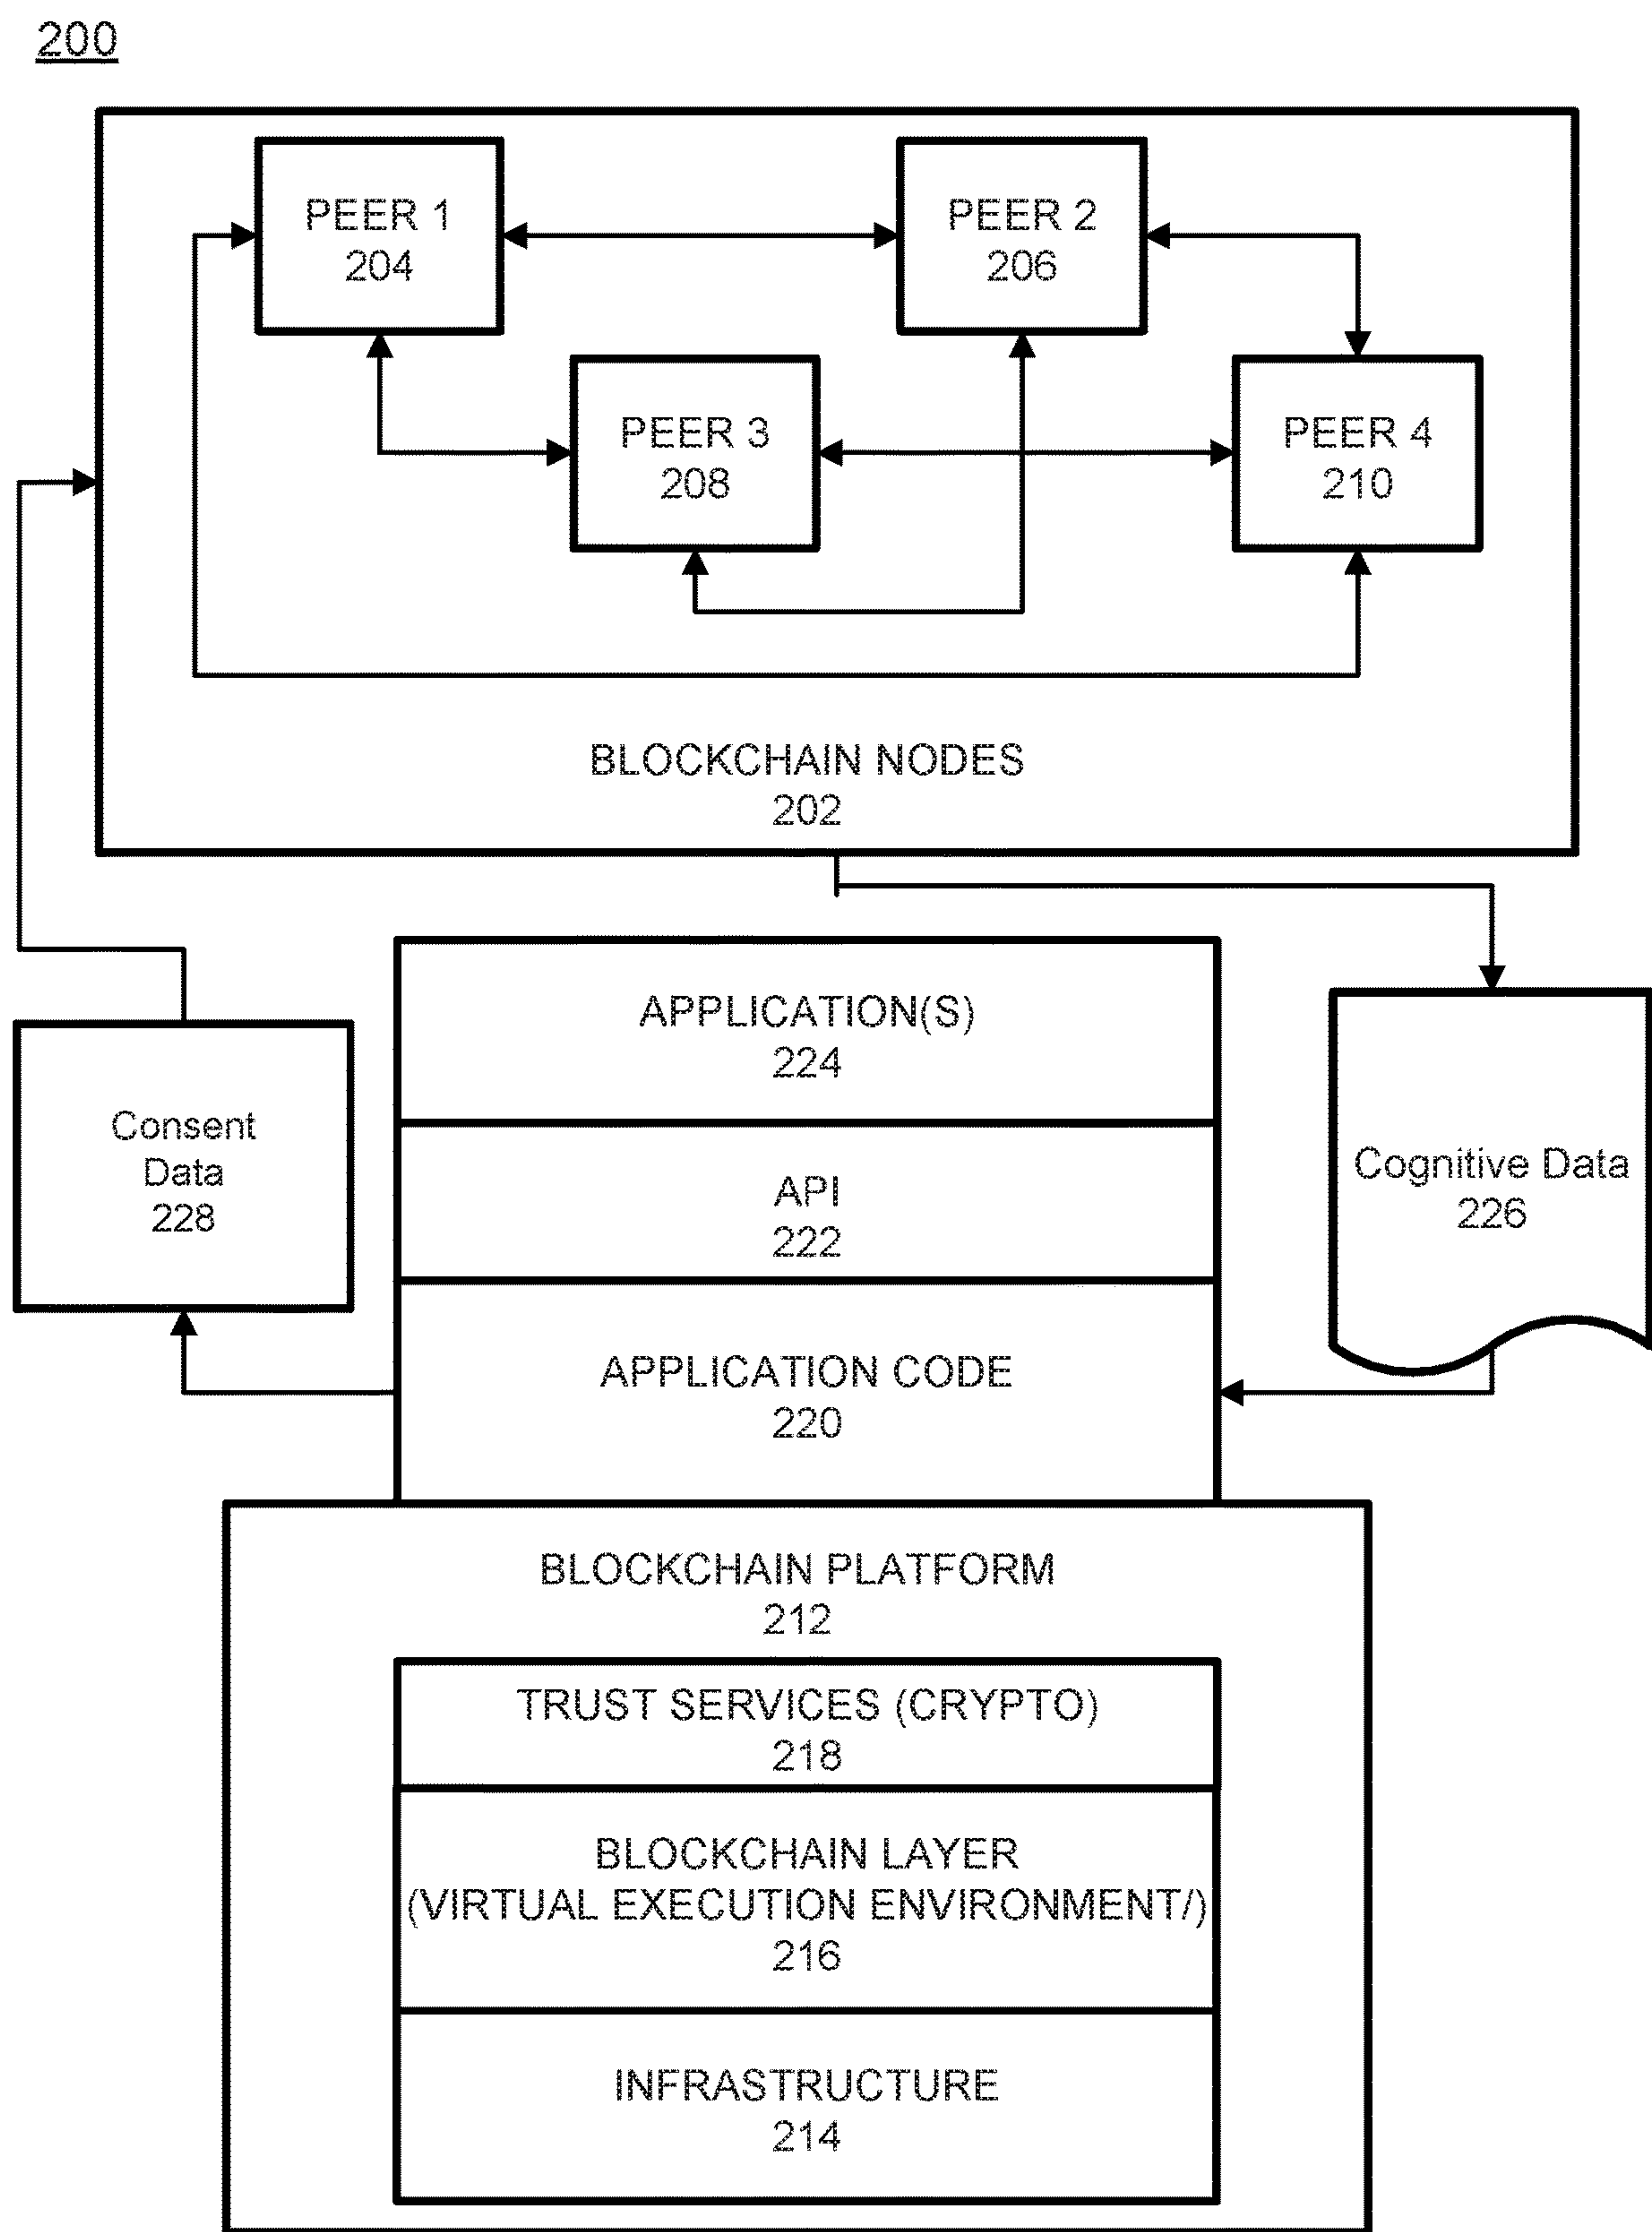 200
PEER 1
204
PEER 2
206
PEER 3
208
PEER 4
210
BLOCKCHAIN NODES
202
APPLICATION(S)
224
API
222
APPLICATION CODE
220
Consent
Data
228
Cognitive Data
226
BLOCKCHAIN PLATFORM
212
TRUST SERVICES (CRYPTO)
218
BLOCKCHAIN LAYER
(VIRTUAL EXECUTION ENVIRONMENT/)
216
INFRASTRUCTURE
214